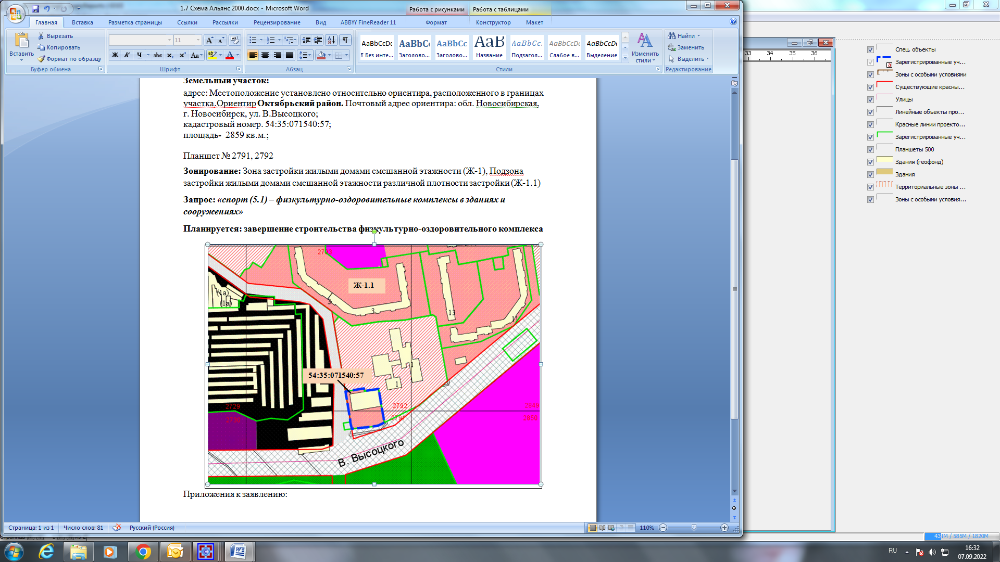 1.7 Схема Альянс 2000.docx - Microsoft Word
Работа с рисунками
Работа с таблицами
Главная
Вставка
Разметка страницы
Ссылки
Рассылки
Рецензирование
Вид
ABBYY FineReader 11
Формат
Конструктор
Макет
Вставить
Вырезать
Копировать
Формат по образцу
Буфер обмена
11
Ж К Ч abc x₂ x² Aa
Шрифт
Абзац
AaBbCcDc
¶ Без инте...
AaBbCc
Заголово...
AaBbCc
Заголово...
АаВ
Название
AaBbCc.
Подзагол...
AaBbCcDc
Слабое в...
AaBbCcDc
Выделение
Изменить стили
Стили
Найти
Заменить
Выделить
Редактирование
Земельный участок:
адрес: Местоположение установлено относительно ориентира, расположенного в границах
участка.Ориентир Октябрьский район. Почтовый адрес ориентира: обл. Новосибирская,
г. Новосибирск, ул. В.Высоцкого;
кадастровый номер. 54:35:071540:57;
площадь- 2859 кв.м.;
Планшет № 2791, 2792
Зонирование: Зона застройки жилыми домами смешанной этажности (Ж-1), Подзона
застройки жилыми домами смешанной этажности различной плотности застройки (Ж-1.1)
Запрос: «спорт (5.1) – физкультурно-оздоровительные комплексы в зданиях и
сооружениях»
Планируется: завершение строительства физкультурно-оздоровительного комплекса
Ж-1.1
(1а)
(1а)
3
3
13
11
1
1
54:35:071540:57
2729
2730
2792
2791
2849
2850
В. Высоцкого
Приложения к заявлению:
33 34 35 36
Спец. объекты
Зарегистрированные уч...
Зоны с особыми условиями
Существующие красны...
Улицы
Линейные объекты про...
Красные линии проекто...
Зарегистрированные уч...
Планшеты 500
Здания (геофонд)
Здания
Территориальные зоны ...
Зоны с особыми условия...
Страница: 1 из 1
Число слов: 81
Русский (Россия)
110%
43M / 585M / 1820M
RU
16:32
07.09.2022